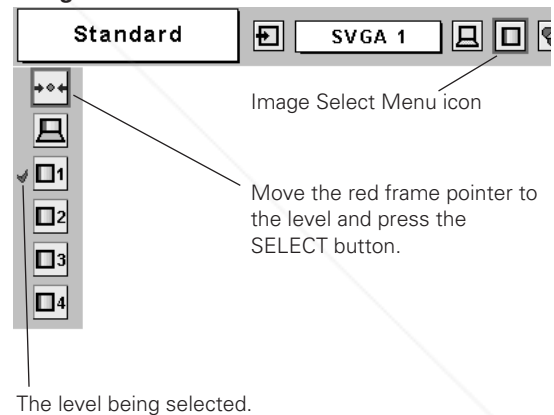 Standard
SVGA 1
Image Select Menu icon
1
Move the red frame pointer to
the level and press the
SELECT button.
2
3
4
The level being selected.